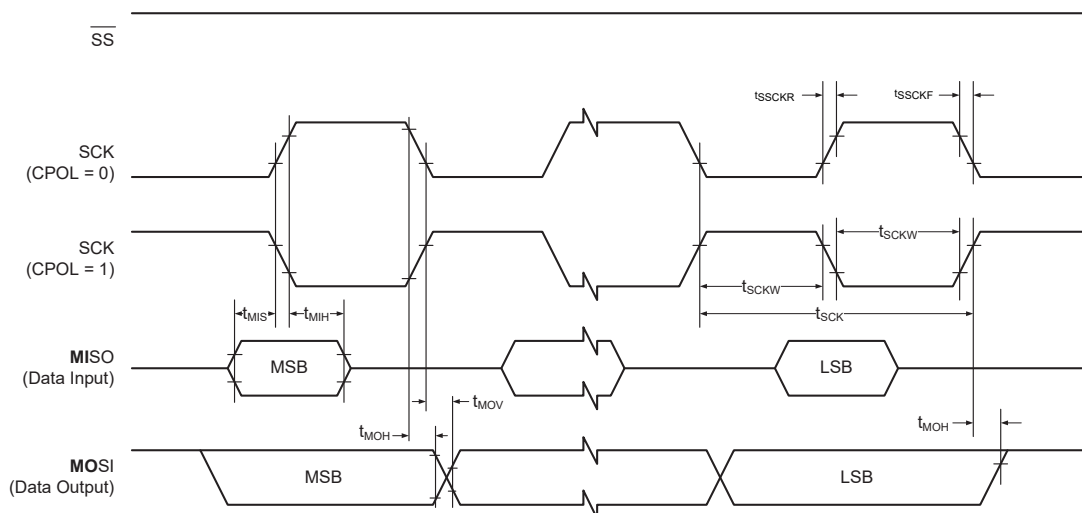 SS
tSSCKR
tSSCKF
SCK
(CPOL = 0)
SCK
(CPOL = 1)
tSCKW
tSCKW
tSCK
tMIS
tMIH
MISO
(Data Input)
MSB
LSB
tMOV
tMOH
tMOH
MOSI
(Data Output)
MSB
LSB